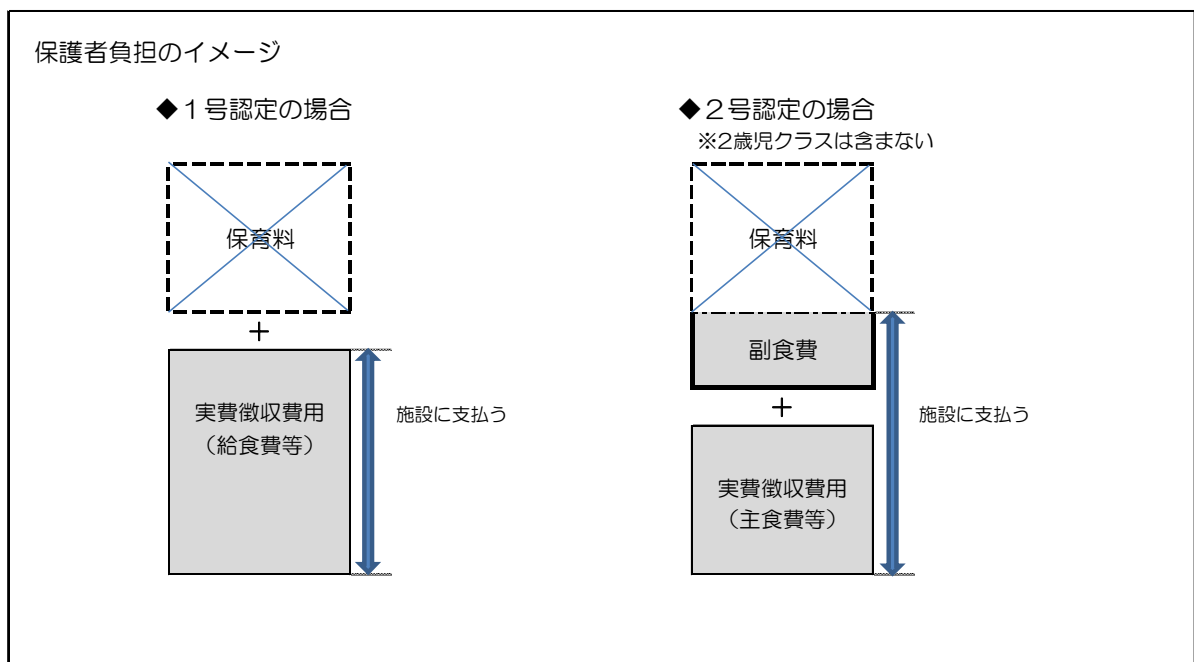 保護者負担のイメージ
◆１号認定の場合
保育料
＋
実費徴収費用
（給食費等）
施設に支払う
◆２号認定の場合
※2歳児クラスは含まない
保育料
副食費
＋
実費徴収費用
（主食費等）
施設に支払う